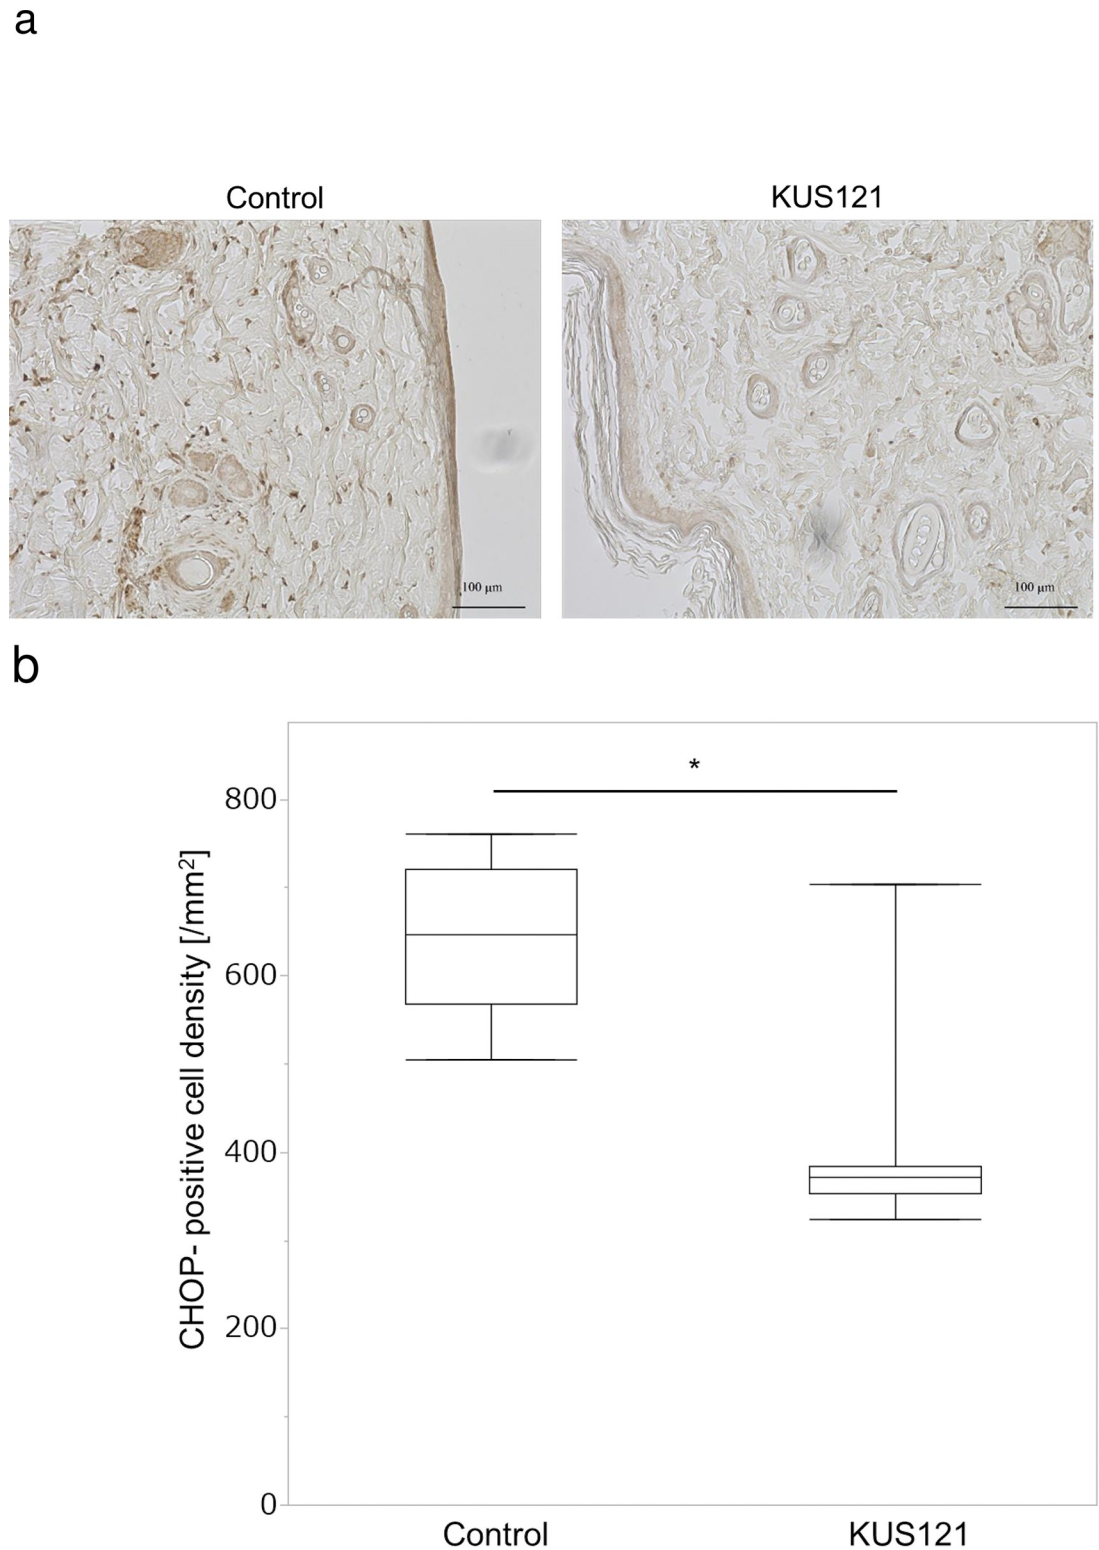 a
Control
KUS121
100 μm
100 μm
b
*
CHOP- positive cell density [/mm²]
800
600
400
200
0
Control
KUS121